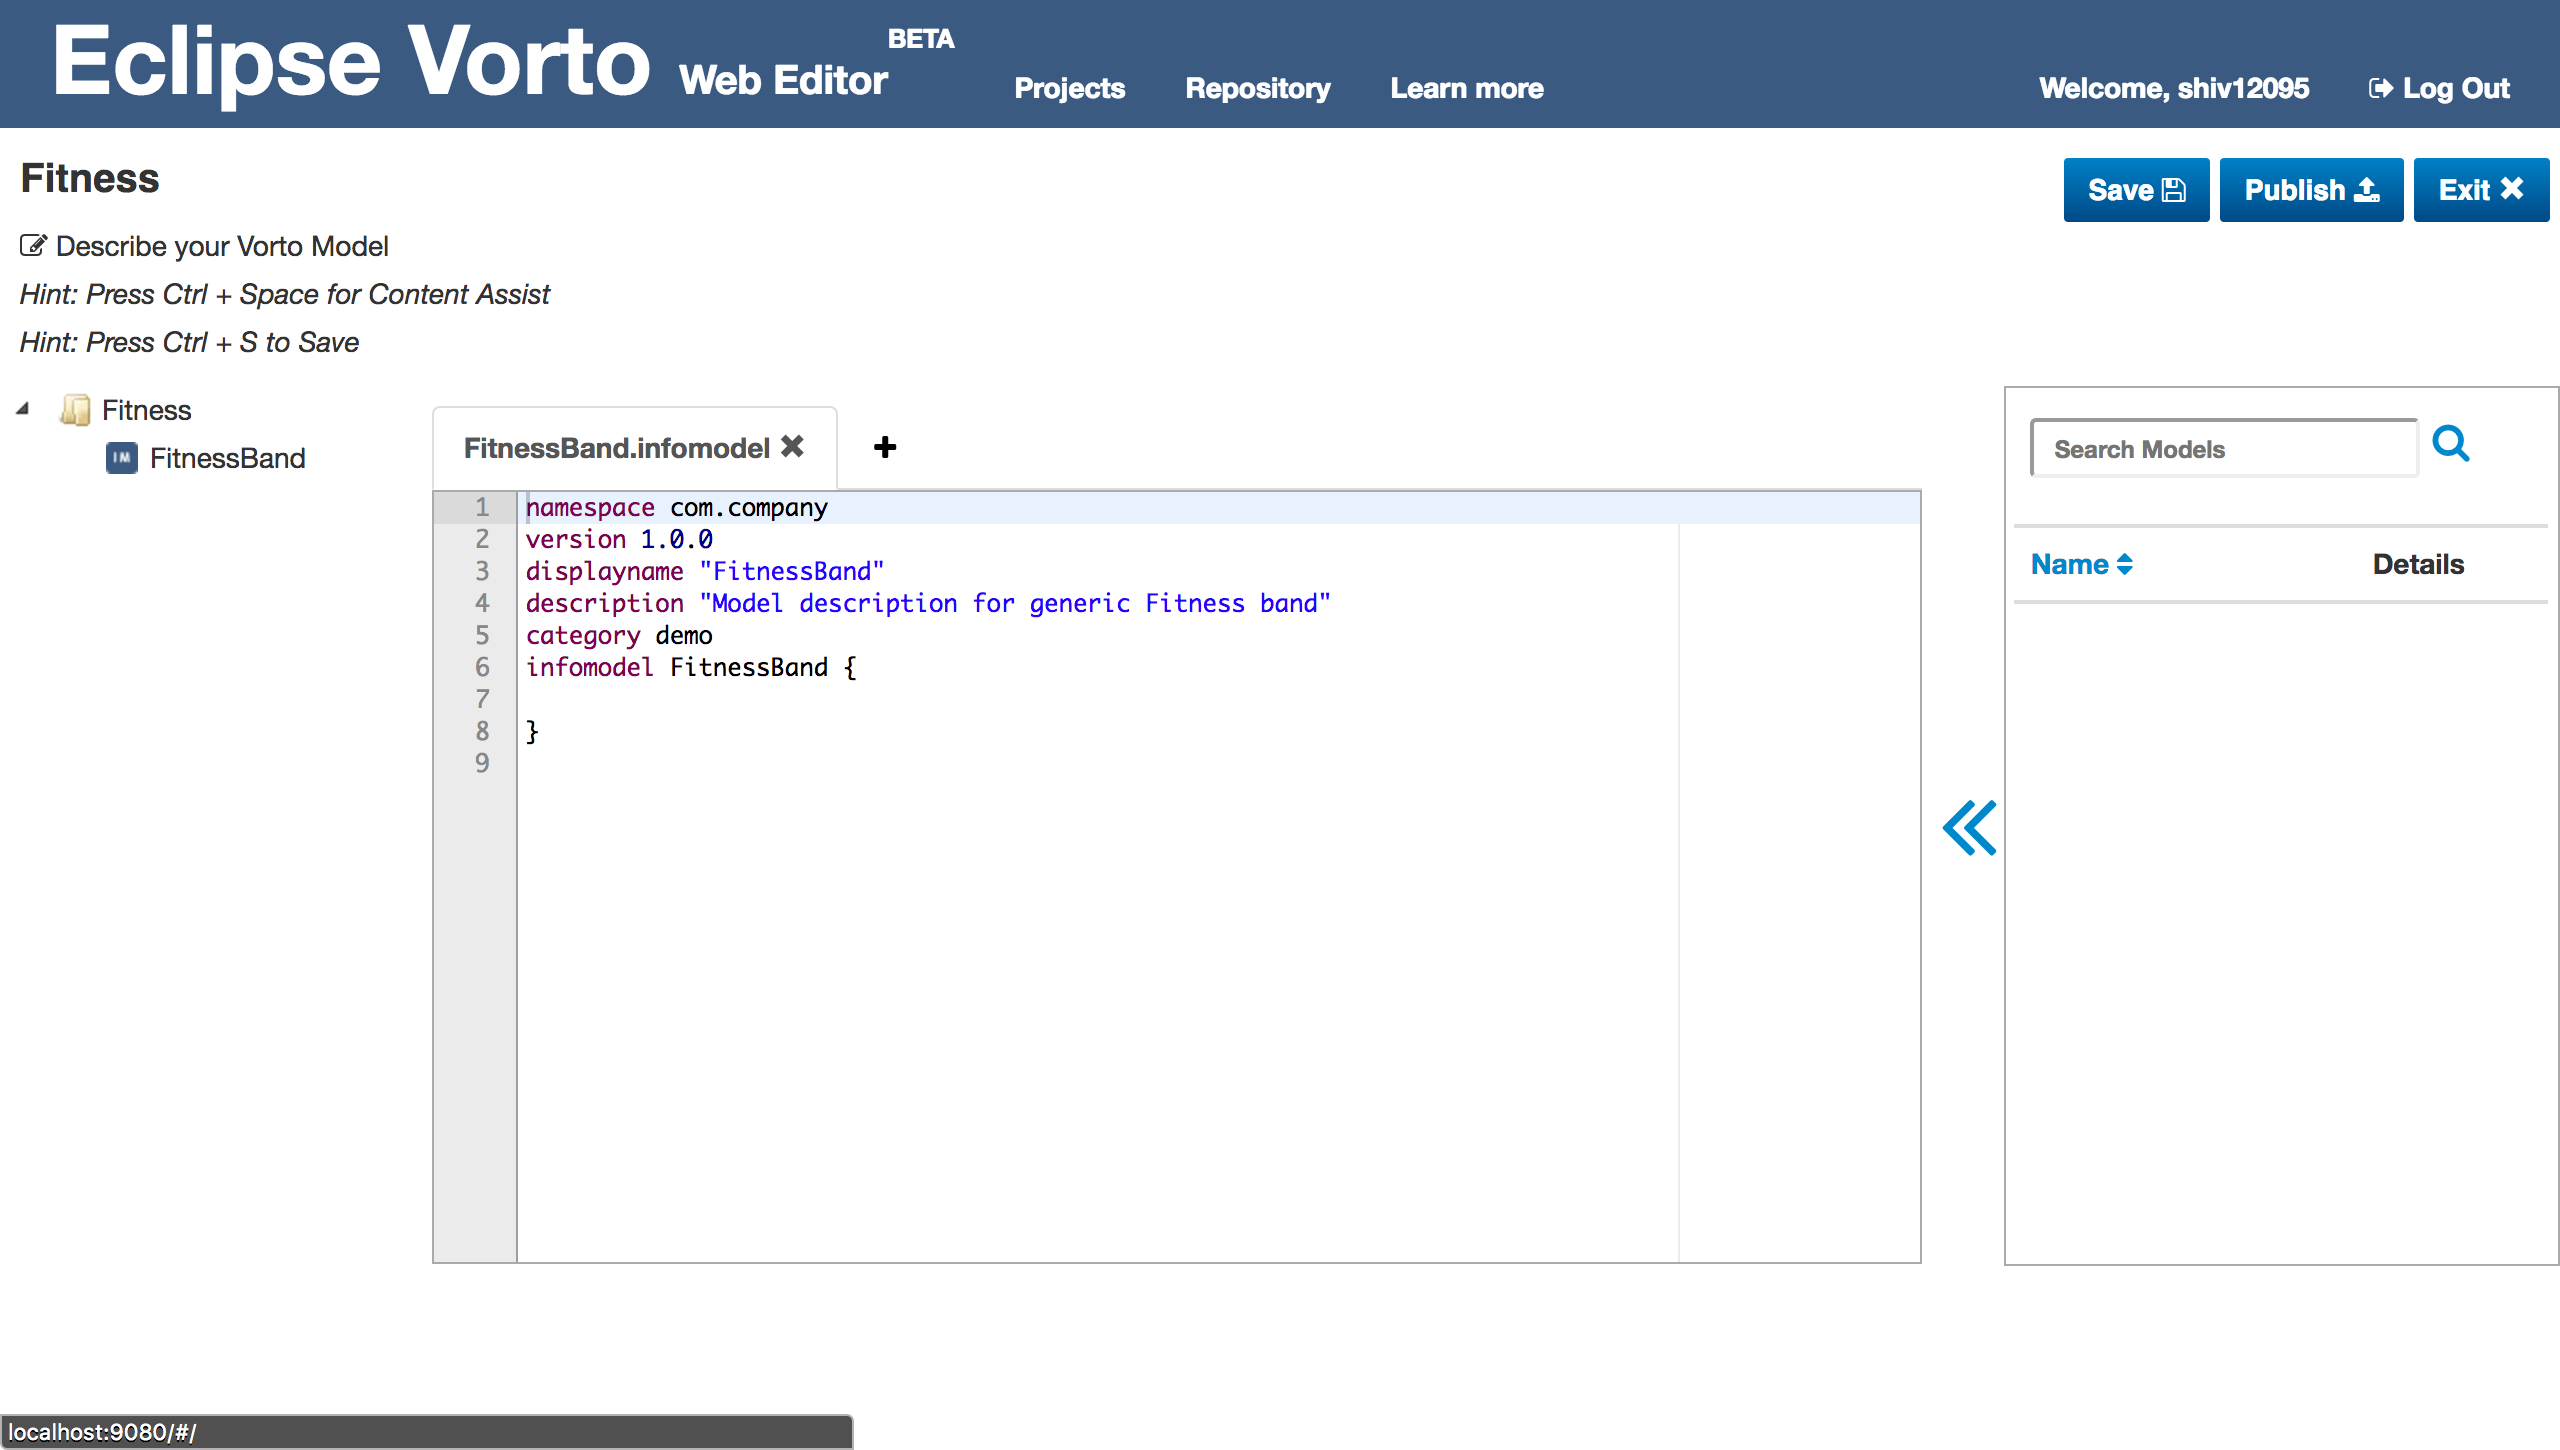 Eclipse Vorto Web Editor BETA
Projects Repository Learn more
Welcome, shiv12095 Log Out
Fitness
Save Publish Exit
Describe your Vorto Model
Hint: Press Ctrl + Space for Content Assist
Hint: Press Ctrl + S to Save
Fitness
IM FitnessBand
FitnessBand.infomodel
1 namespace com.company
2 version 1.0.0
3 displayname "FitnessBand"
4 description "Model description for generic Fitness band"
5 category demo
6 infomodel FitnessBand {
7
8 }
9
Search Models
Name Details
localhost:9080/#/